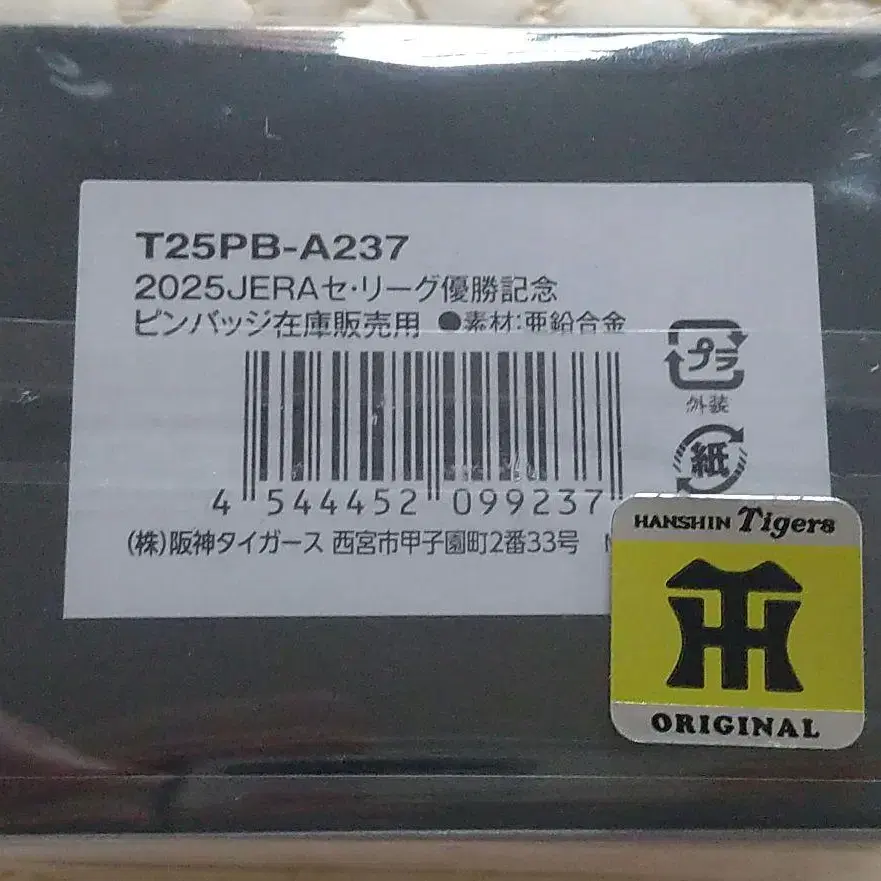 T25PB-A237
2025JERAセ・リーグ優勝記念
ピンバッジ在庫販売用 ●素材:亜鉛合金
プラ
外装
紙
4 544452 099237
(株)阪神タイガース 西宮市甲子園町2番33号
HANSHIN Tigers
TH
ORIGINAL